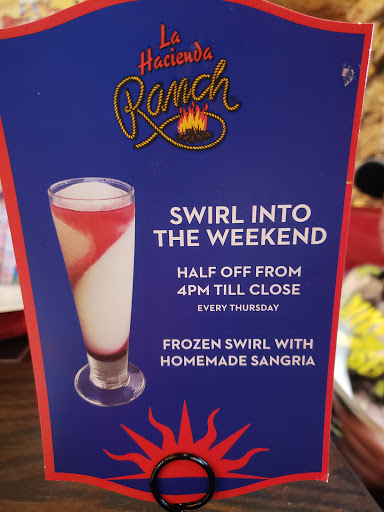 La
Hacienda
Ranch
SWIRL INTO
THE WEEKEND
HALF OFF FROM
4PM TILL CLOSE
EVERY THURSDAY
FROZEN SWIRL WITH
HOMEMADE SANGRIA